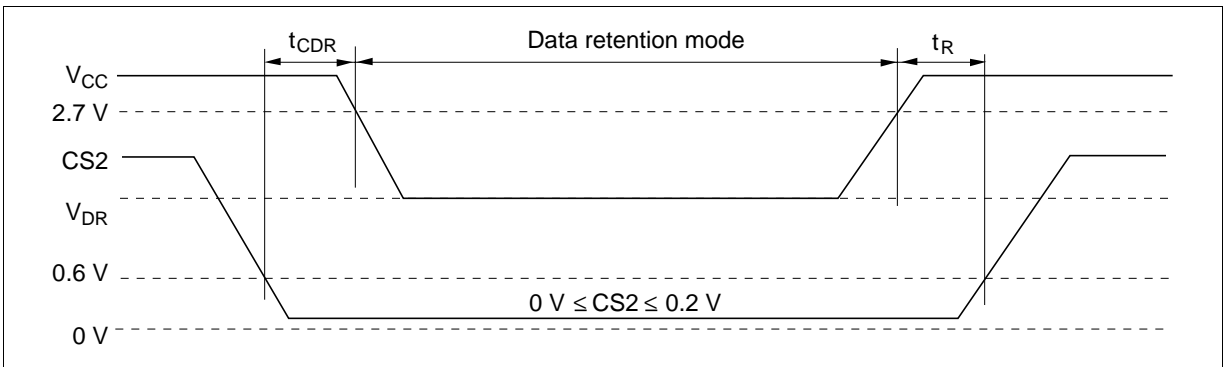 tCDR Data retention mode tR
VCC
2.7 V
CS2
VDR
0.6 V
0 V ≤ CS2 ≤ 0.2 V
0 V